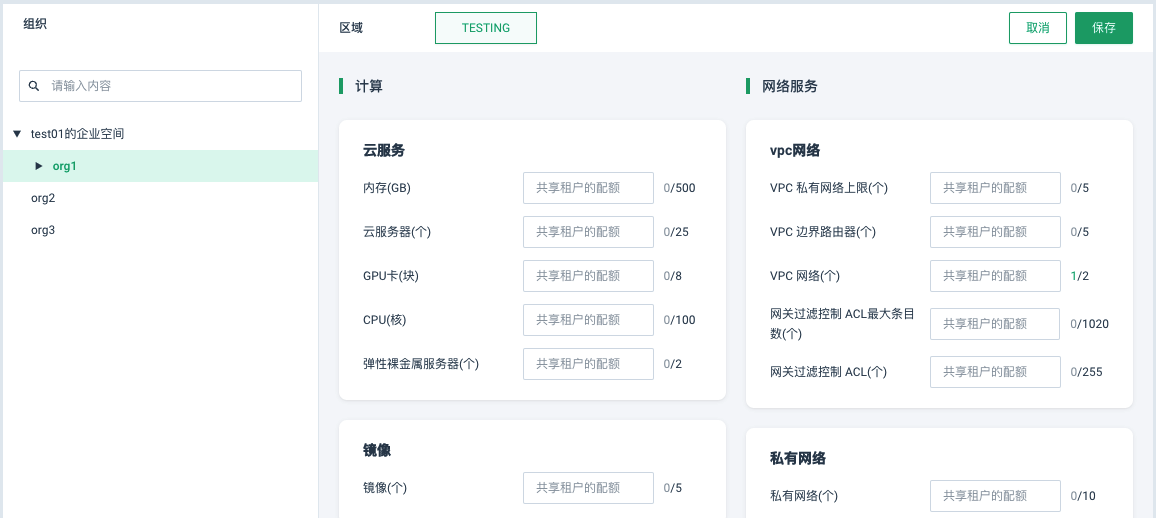 组织
请输入内容
test01的企业空间
org1
org2
org3
区域
TESTING
取消
保存
计算
云服务
内存(GB) 共享租户的配额 0/500
云服务器(个) 共享租户的配额 0/25
GPU卡(块) 共享租户的配额 0/8
CPU(核) 共享租户的配额 0/100
弹性裸金属服务器(个) 共享租户的配额 0/2
镜像
镜像(个) 共享租户的配额 0/5
网络服务
vpc网络
VPC 私有网络上限(个) 共享租户的配额 0/5
VPC 边界路由器(个) 共享租户的配额 0/5
VPC 网络(个) 共享租户的配额 1/2
网关过滤控制 ACL最大条目
数(个) 共享租户的配额 0/1020
网关过滤控制 ACL(个) 共享租户的配额 0/255
私有网络
私有网络(个) 共享租户的配额 0/10